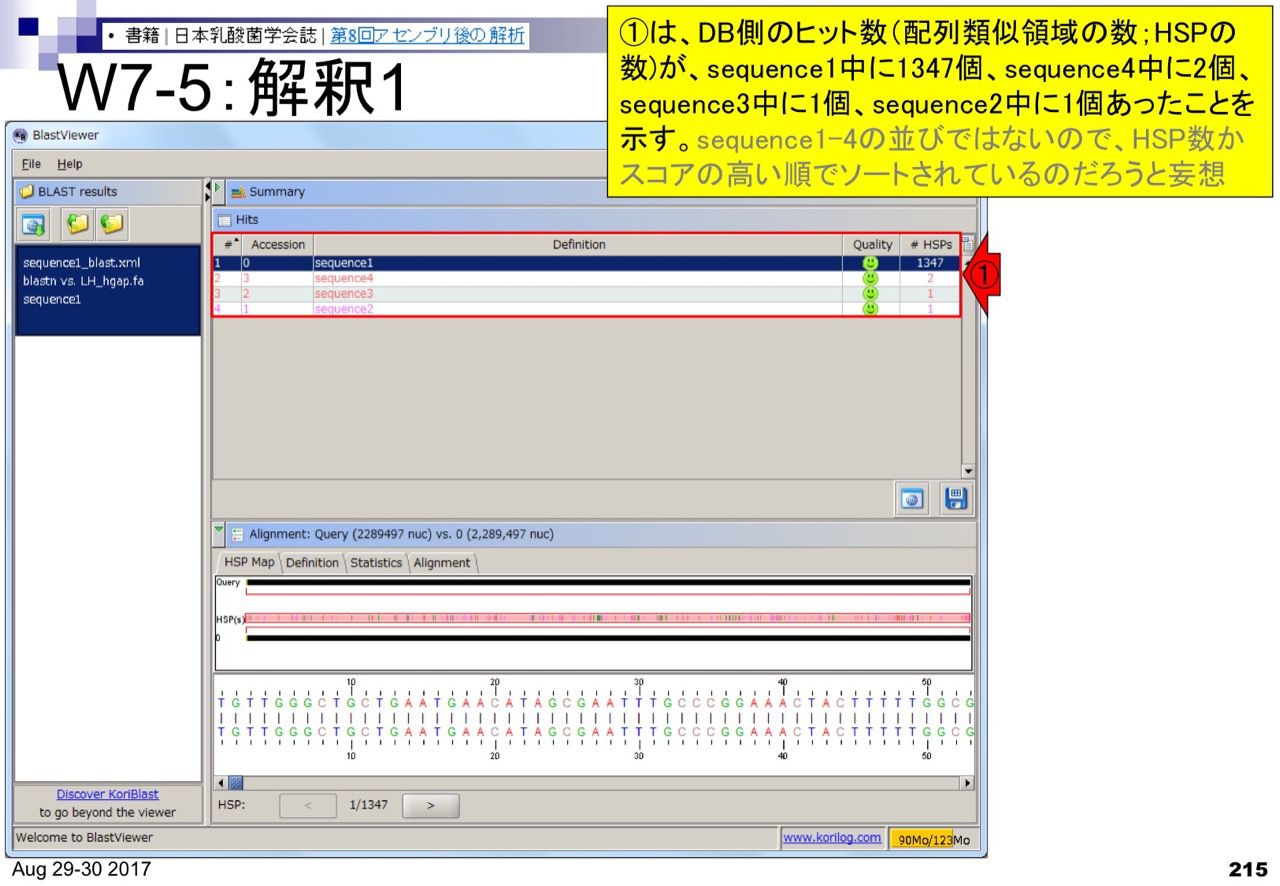 • 書籍 | 日本乳酸菌学会誌 | 第8回アセンブリ後の解析
W7-5：解釈1
①は、DB側のヒット数（配列類似領域の数；HSPの
数）が、sequence1中に1347個、sequence4中に2個、
sequence3中に1個、sequence2中に1個あったことを
示す。sequence1-4の並びではないので、HSP数か
スコアの高い順でソートされているのだろうと妄想
BlastViewer
File Help
BLAST results
sequence1_blast.xml
blastn vs. LH_hgap.fa
sequence1
Summary
Hits
# Accession Definition Quality # HSPs
1 0 sequence1 1347
2 3 sequence4 2
3 2 sequence3 1
4 1 sequence2 1
①
Alignment: Query (2289497 nuc) vs. 0 (2,289,497 nuc)
HSP Map Definition Statistics Alignment
Query
HSP(s)
0
10 20 30 40 50
TGTTGGGCTGCTGAATGAACATAGCGAATTTGCCCGGAAACTACTTTTTGGCG
TGTTGGGCTGCTGAATGAACATAGCGAATTTGCCCGGAAACTACTTTTTGGCG
10 20 30 40 50
HSP: < 1/1347 >
Discover KoriBlast
to go beyond the viewer
Welcome to BlastViewer
www.korilog.com 90Mo/123Mo
Aug 29-30 2017
215